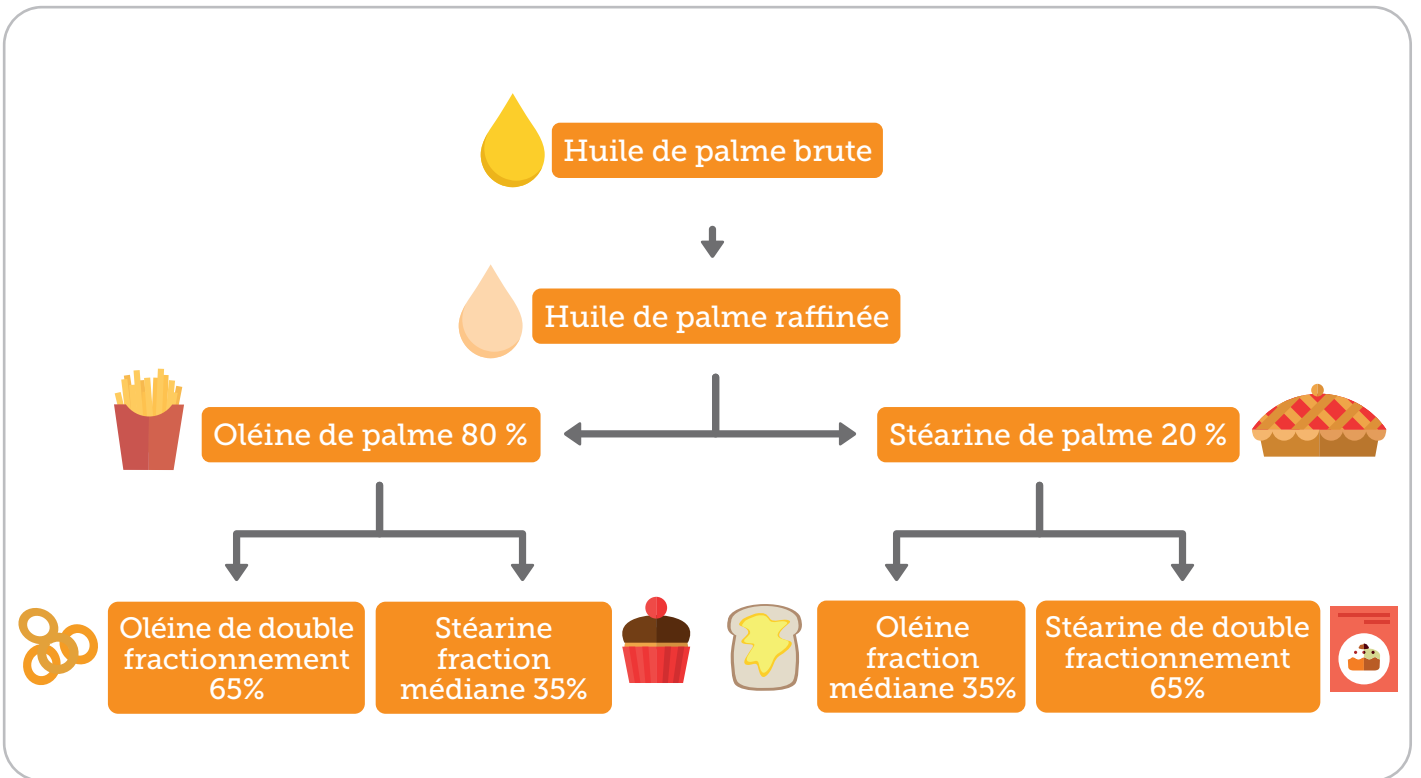 Huile de palme brute
Huile de palme raffinée
Oléine de palme 80 %
Stéarine de palme 20 %
Oléine de double
fractionnement
65%
Stéarine
fraction
médiane 35%
Oléine
fraction
médiane 35%
Stéarine de double
fractionnement
65%